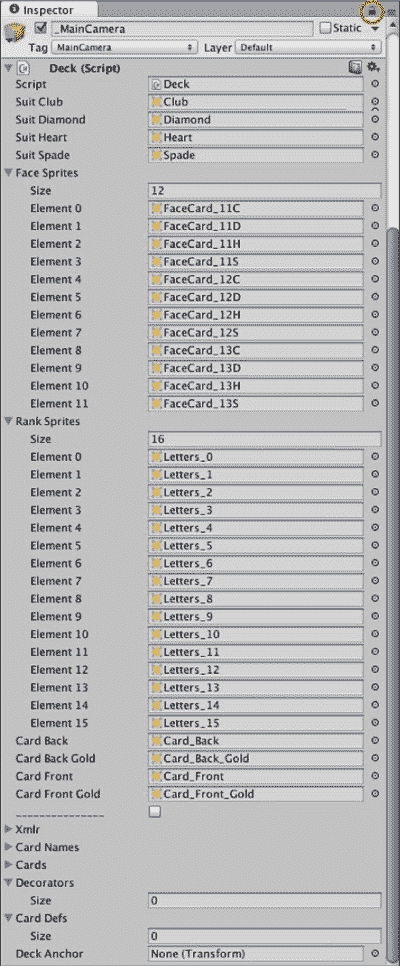 Inspector
_MainCamera Static
Tag MainCamera Layer Default
Deck (Script)
Script Deck
Suit Club Club
Suit Diamond Diamond
Suit Heart Heart
Suit Spade Spade
Face Sprites
Size 12
Element 0 FaceCard_11C
Element 1 FaceCard_11D
Element 2 FaceCard_11H
Element 3 FaceCard_11S
Element 4 FaceCard_12C
Element 5 FaceCard_12D
Element 6 FaceCard_12H
Element 7 FaceCard_12S
Element 8 FaceCard_13C
Element 9 FaceCard_13D
Element 10 FaceCard_13H
Element 11 FaceCard_13S
Rank Sprites
Size 16
Element 0 Letters_0
Element 1 Letters_1
Element 2 Letters_2
Element 3 Letters_3
Element 4 Letters_4
Element 5 Letters_5
Element 6 Letters_6
Element 7 Letters_7
Element 8 Letters_8
Element 9 Letters_9
Element 10 Letters_10
Element 11 Letters_11
Element 12 Letters_12
Element 13 Letters_13
Element 14 Letters_14
Element 15 Letters_15
Card Back Card_Back
Card Back Gold Card_Back_Gold
Card Front Card_Front
Card Front Gold Card_Front_Gold
_______________
Xmlr
Card Names
Cards
Decorators
Size 0
Card Defs
Size 0
Deck Anchor None (Transform)